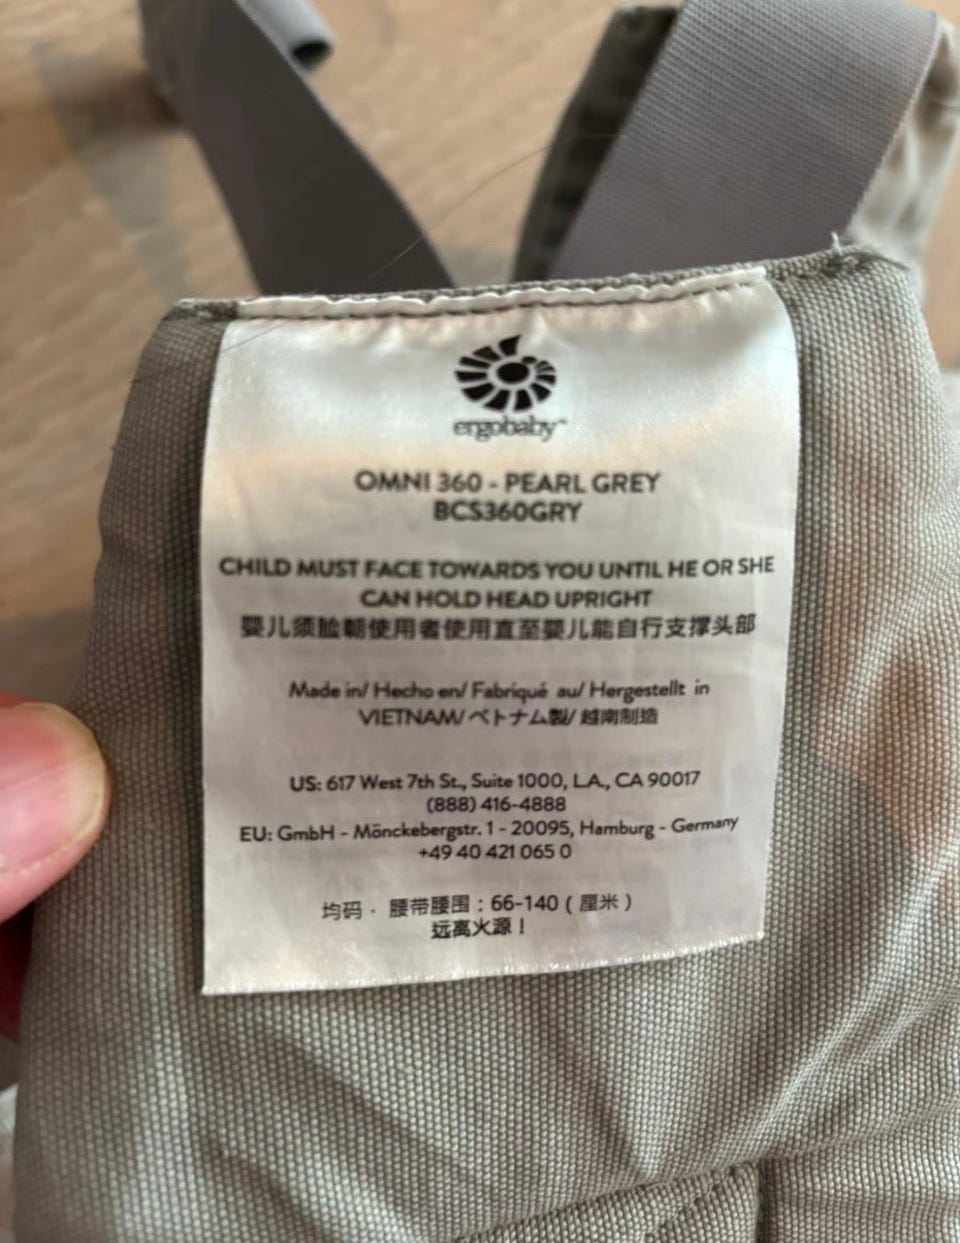 ergobaby™
OMNI 360 - PEARL GREY
BCS360GRY
CHILD MUST FACE TOWARDS YOU UNTIL HE OR SHE
CAN HOLD HEAD UPRIGHT
婴儿须脸朝使用者使用直至婴儿能自行支撑头部
Made in/ Hecho en/ Fabriqué au/ Hergestellt in
VIETNAM/ベトナム製/ 越南制造
US: 617 West 7th St., Suite 1000, L.A., CA 90017
(888) 416-4888
EU: GmbH - Mönckebergstr. 1 - 20095, Hamburg - Germany
+49 40 421 065 0
均码 · 腰带腰围：66-140（厘米）
远离火源！